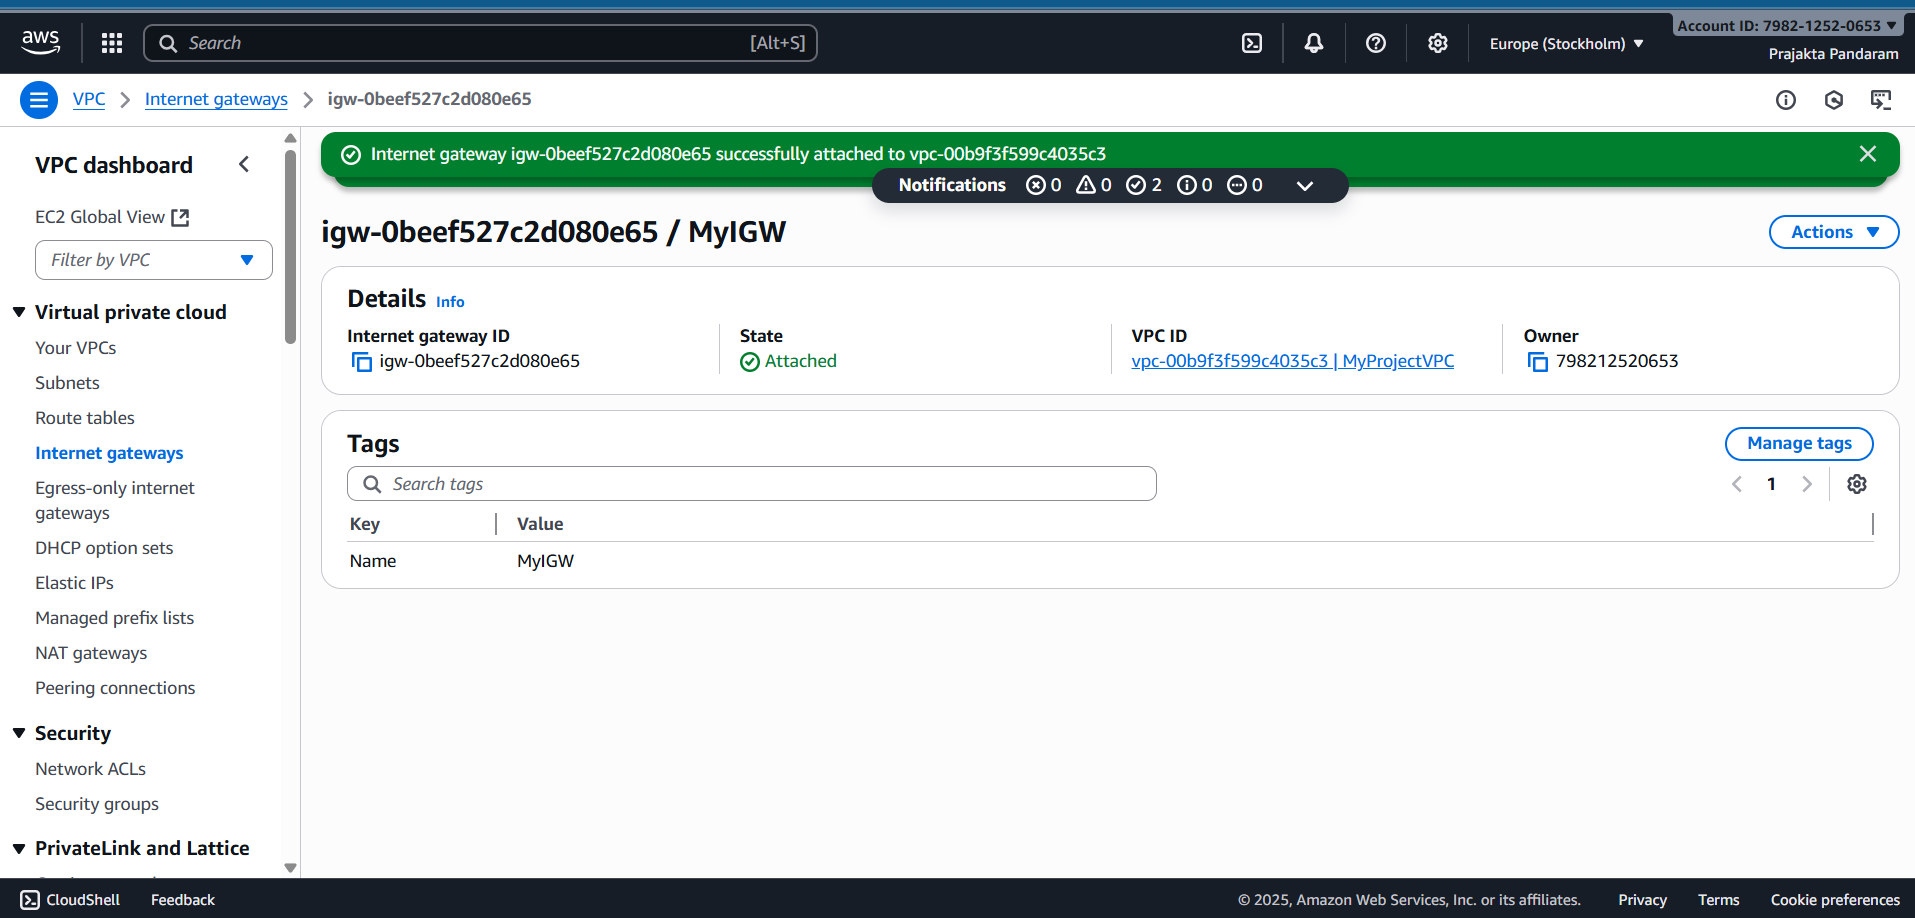 aws
Search [Alt+S]
Europe (Stockholm)
Account ID: 7982-1252-0653
Prajakta Pandaram
VPC
Internet gateways
igw-0beef527c2d080e65
VPC dashboard
EC2 Global View
Filter by VPC
Virtual private cloud
Your VPCs
Subnets
Route tables
Internet gateways
Egress-only internet
gateways
DHCP option sets
Elastic IPs
Managed prefix lists
NAT gateways
Peering connections
Security
Network ACLs
Security groups
PrivateLink and Lattice
Internet gateway igw-0beef527c2d080e65 successfully attached to vpc-00b9f3f599c4035c3
Notifications 0 0 2 0 0
igw-0beef527c2d080e65 / MyIGW
Actions
Details Info
Internet gateway ID
igw-0beef527c2d080e65
State
Attached
VPC ID
vpc-00b9f3f599c4035c3 | MyProjectVPC
Owner
798212520653
Tags
Manage tags
Search tags
1
Key Value
Name MyIGW
CloudShell Feedback
© 2025, Amazon Web Services, Inc. or its affiliates. Privacy Terms Cookie preferences